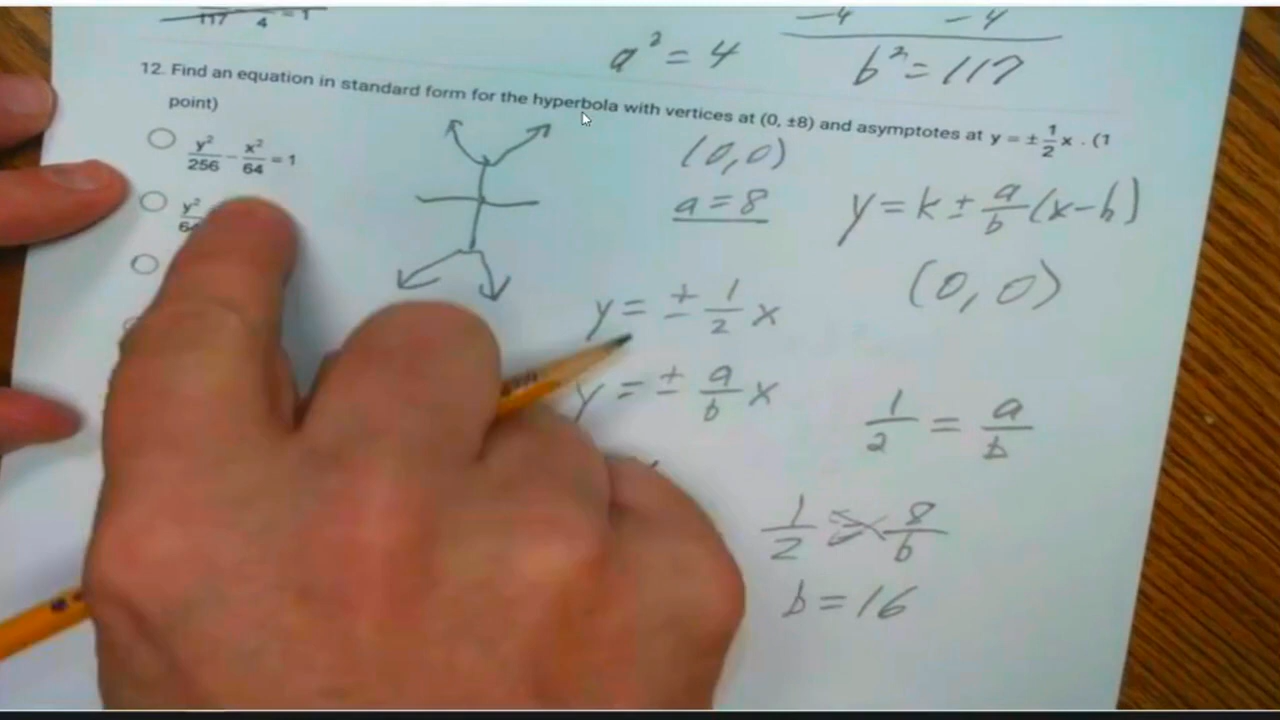 117 4 = 1
-4 -4
a² = 4
b² = 117
12. Find an equation in standard form for the hyperbola with vertices at (0, ±8) and asymptotes at y = ± 1/2 x . (1
point)
y²/256 - x²/64 = 1
y²
(0,0)
a = 8
y = k ± a/b (x-h)
(0,0)
y = ± 1/2 x
y = ± a/b x
1/2 = a/b
1/2 = 8/b
b = 16